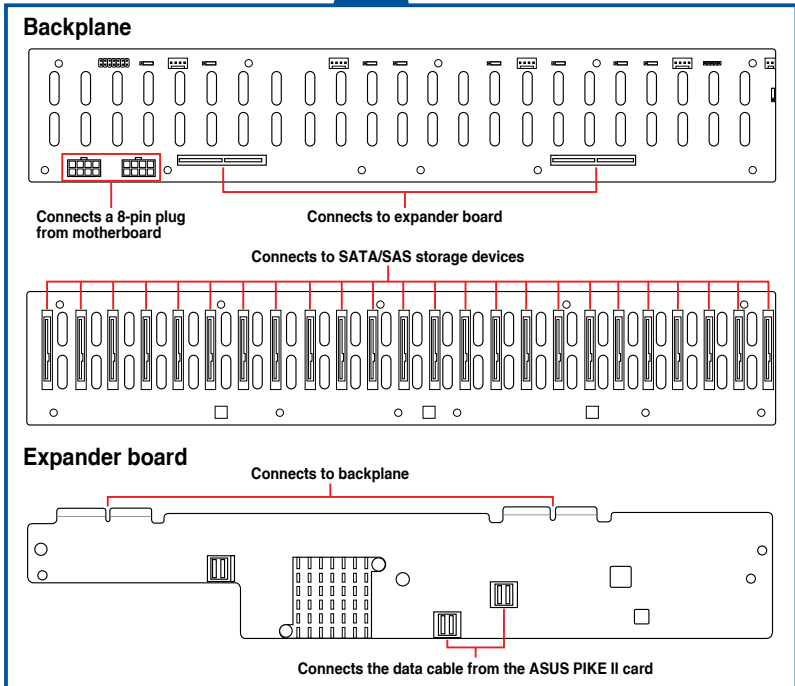 Backplane
Connects a 8-pin plug
from motherboard
Connects to expander board
Connects to SATA/SAS storage devices
Expander board
Connects to backplane
Connects the data cable from the ASUS PIKE II card